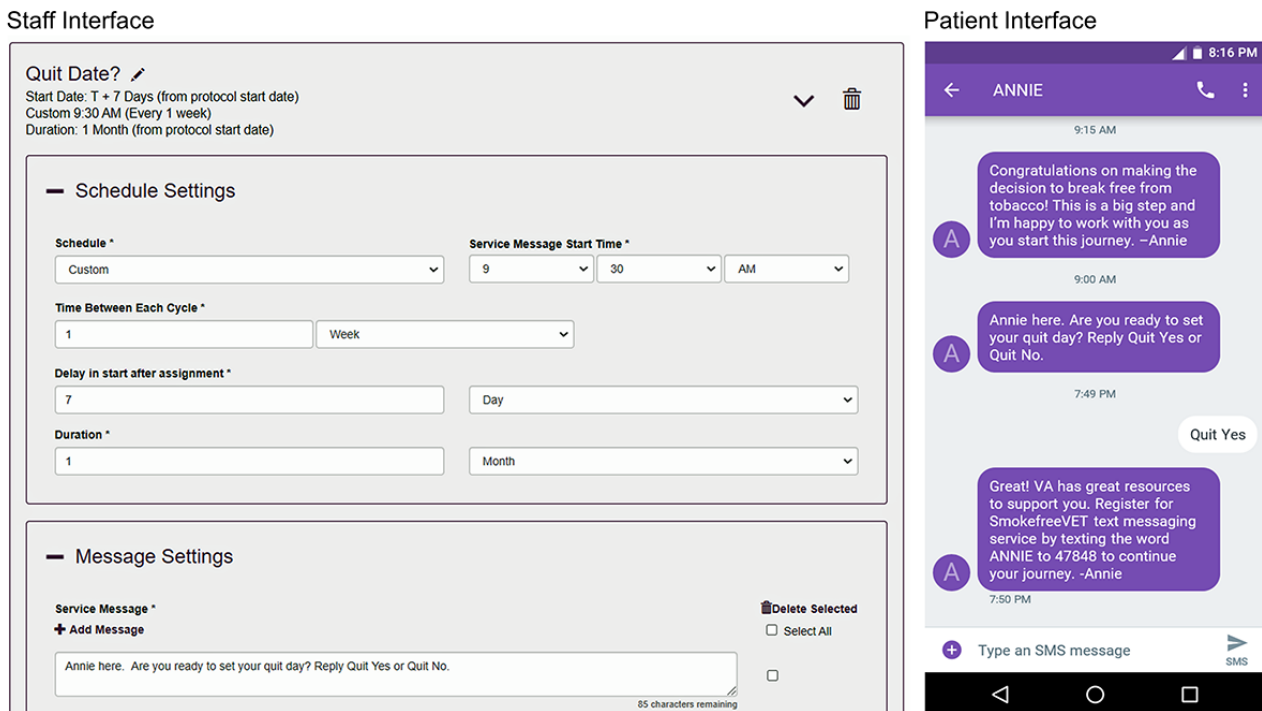 Staff Interface
Quit Date?
Start Date: T + 7 Days (from protocol start date)
Custom 9:30 AM (Every 1 week)
Duration: 1 Month (from protocol start date)
Schedule Settings
Schedule *
Custom
Service Message Start Time *
9 30 AM
Time Between Each Cycle *
1 Week
Delay in start after assignment *
7 Day
Duration *
1 Month
Message Settings
Service Message *
Delete Selected
+ Add Message
Select All
Annie here.  Are you ready to set your quit day? Reply Quit Yes or Quit No.
85 characters remaining
Patient Interface
8:16 PM
ANNIE
9:15 AM
Congratulations on making the
decision to break free from
tobacco! This is a big step and
I'm happy to work with you as
you start this journey. –Annie
A
9:00 AM
Annie here. Are you ready to set
your quit day? Reply Quit Yes or
Quit No.
A
7:49 PM
Quit Yes
Great! VA has great resources
to support you. Register for
SmokefreeVET text messaging
service by texting the word
ANNIE to 47848 to continue
your journey. -Annie
A
7:50 PM
Type an SMS message
SMS